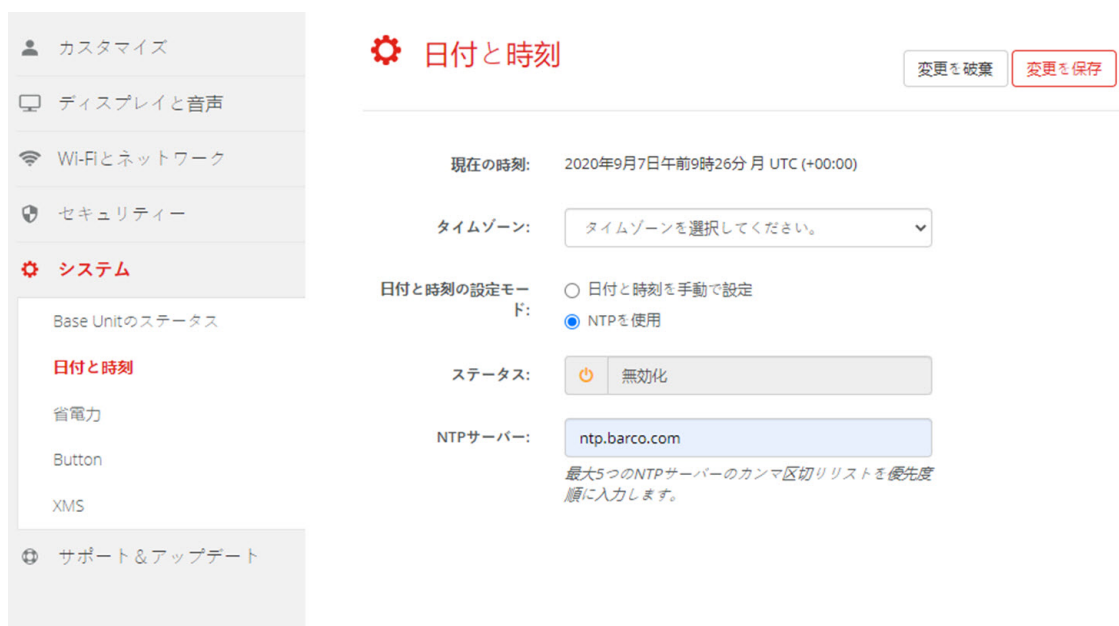 カスタマイズ
ディスプレイと音声
Wi-Fiとネットワーク
セキュリティー
システム
Base Unitのステータス
日付と時刻
省電力
Button
XMS
サポート＆アップデート
日付と時刻
変更を破棄
変更を保存
現在の時刻: 2020年9月7日午前9時26分 月 UTC (+00:00)
タイムゾーン: タイムゾーンを選択してください。
日付と時刻の設定モー
ド:
日付と時刻を手動で設定
NTPを使用
ステータス: 無効化
NTPサーバー: ntp.barco.com
最大5つのNTPサーバーのカンマ区切りリストを優先度
順に入力します。